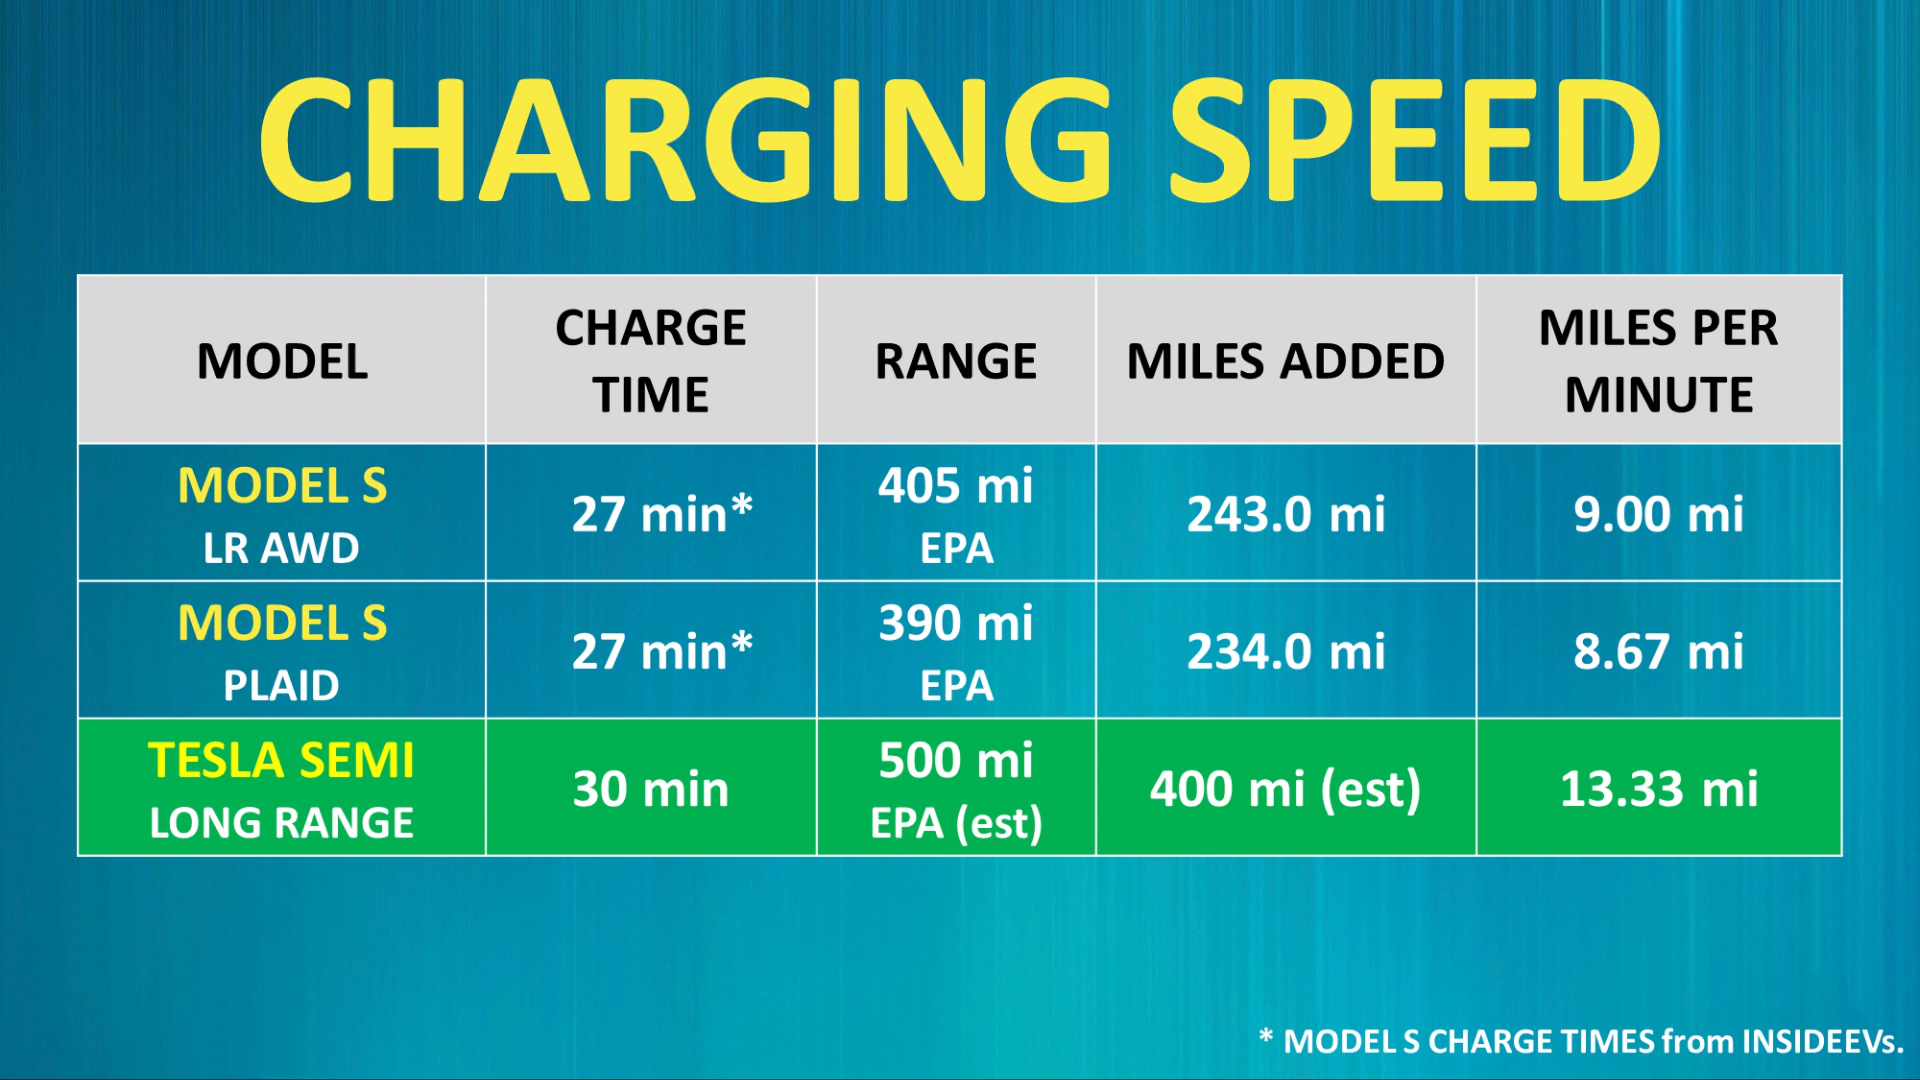 CHARGING SPEED
MODEL
CHARGE
TIME
RANGE
MILES ADDED
MILES PER
MINUTE
MODEL S
LR AWD
27 min*
405 mi
EPA
243.0 mi
9.00 mi
MODEL S
PLAID
27 min*
390 mi
EPA
234.0 mi
8.67 mi
TESLA SEMI
LONG RANGE
30 min
500 mi
EPA (est)
400 mi (est)
13.33 mi
* MODEL S CHARGE TIMES from INSIDEEVs.